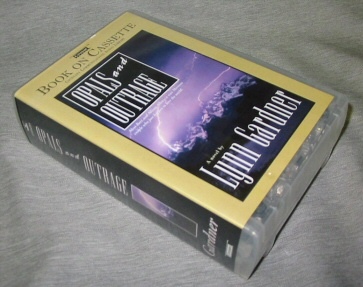 BOOK ON CASSETTE
OPALS
and
OUTRAGE
A novel by
Lynn Gardner
OPALS and OUTRAGE
Gardner